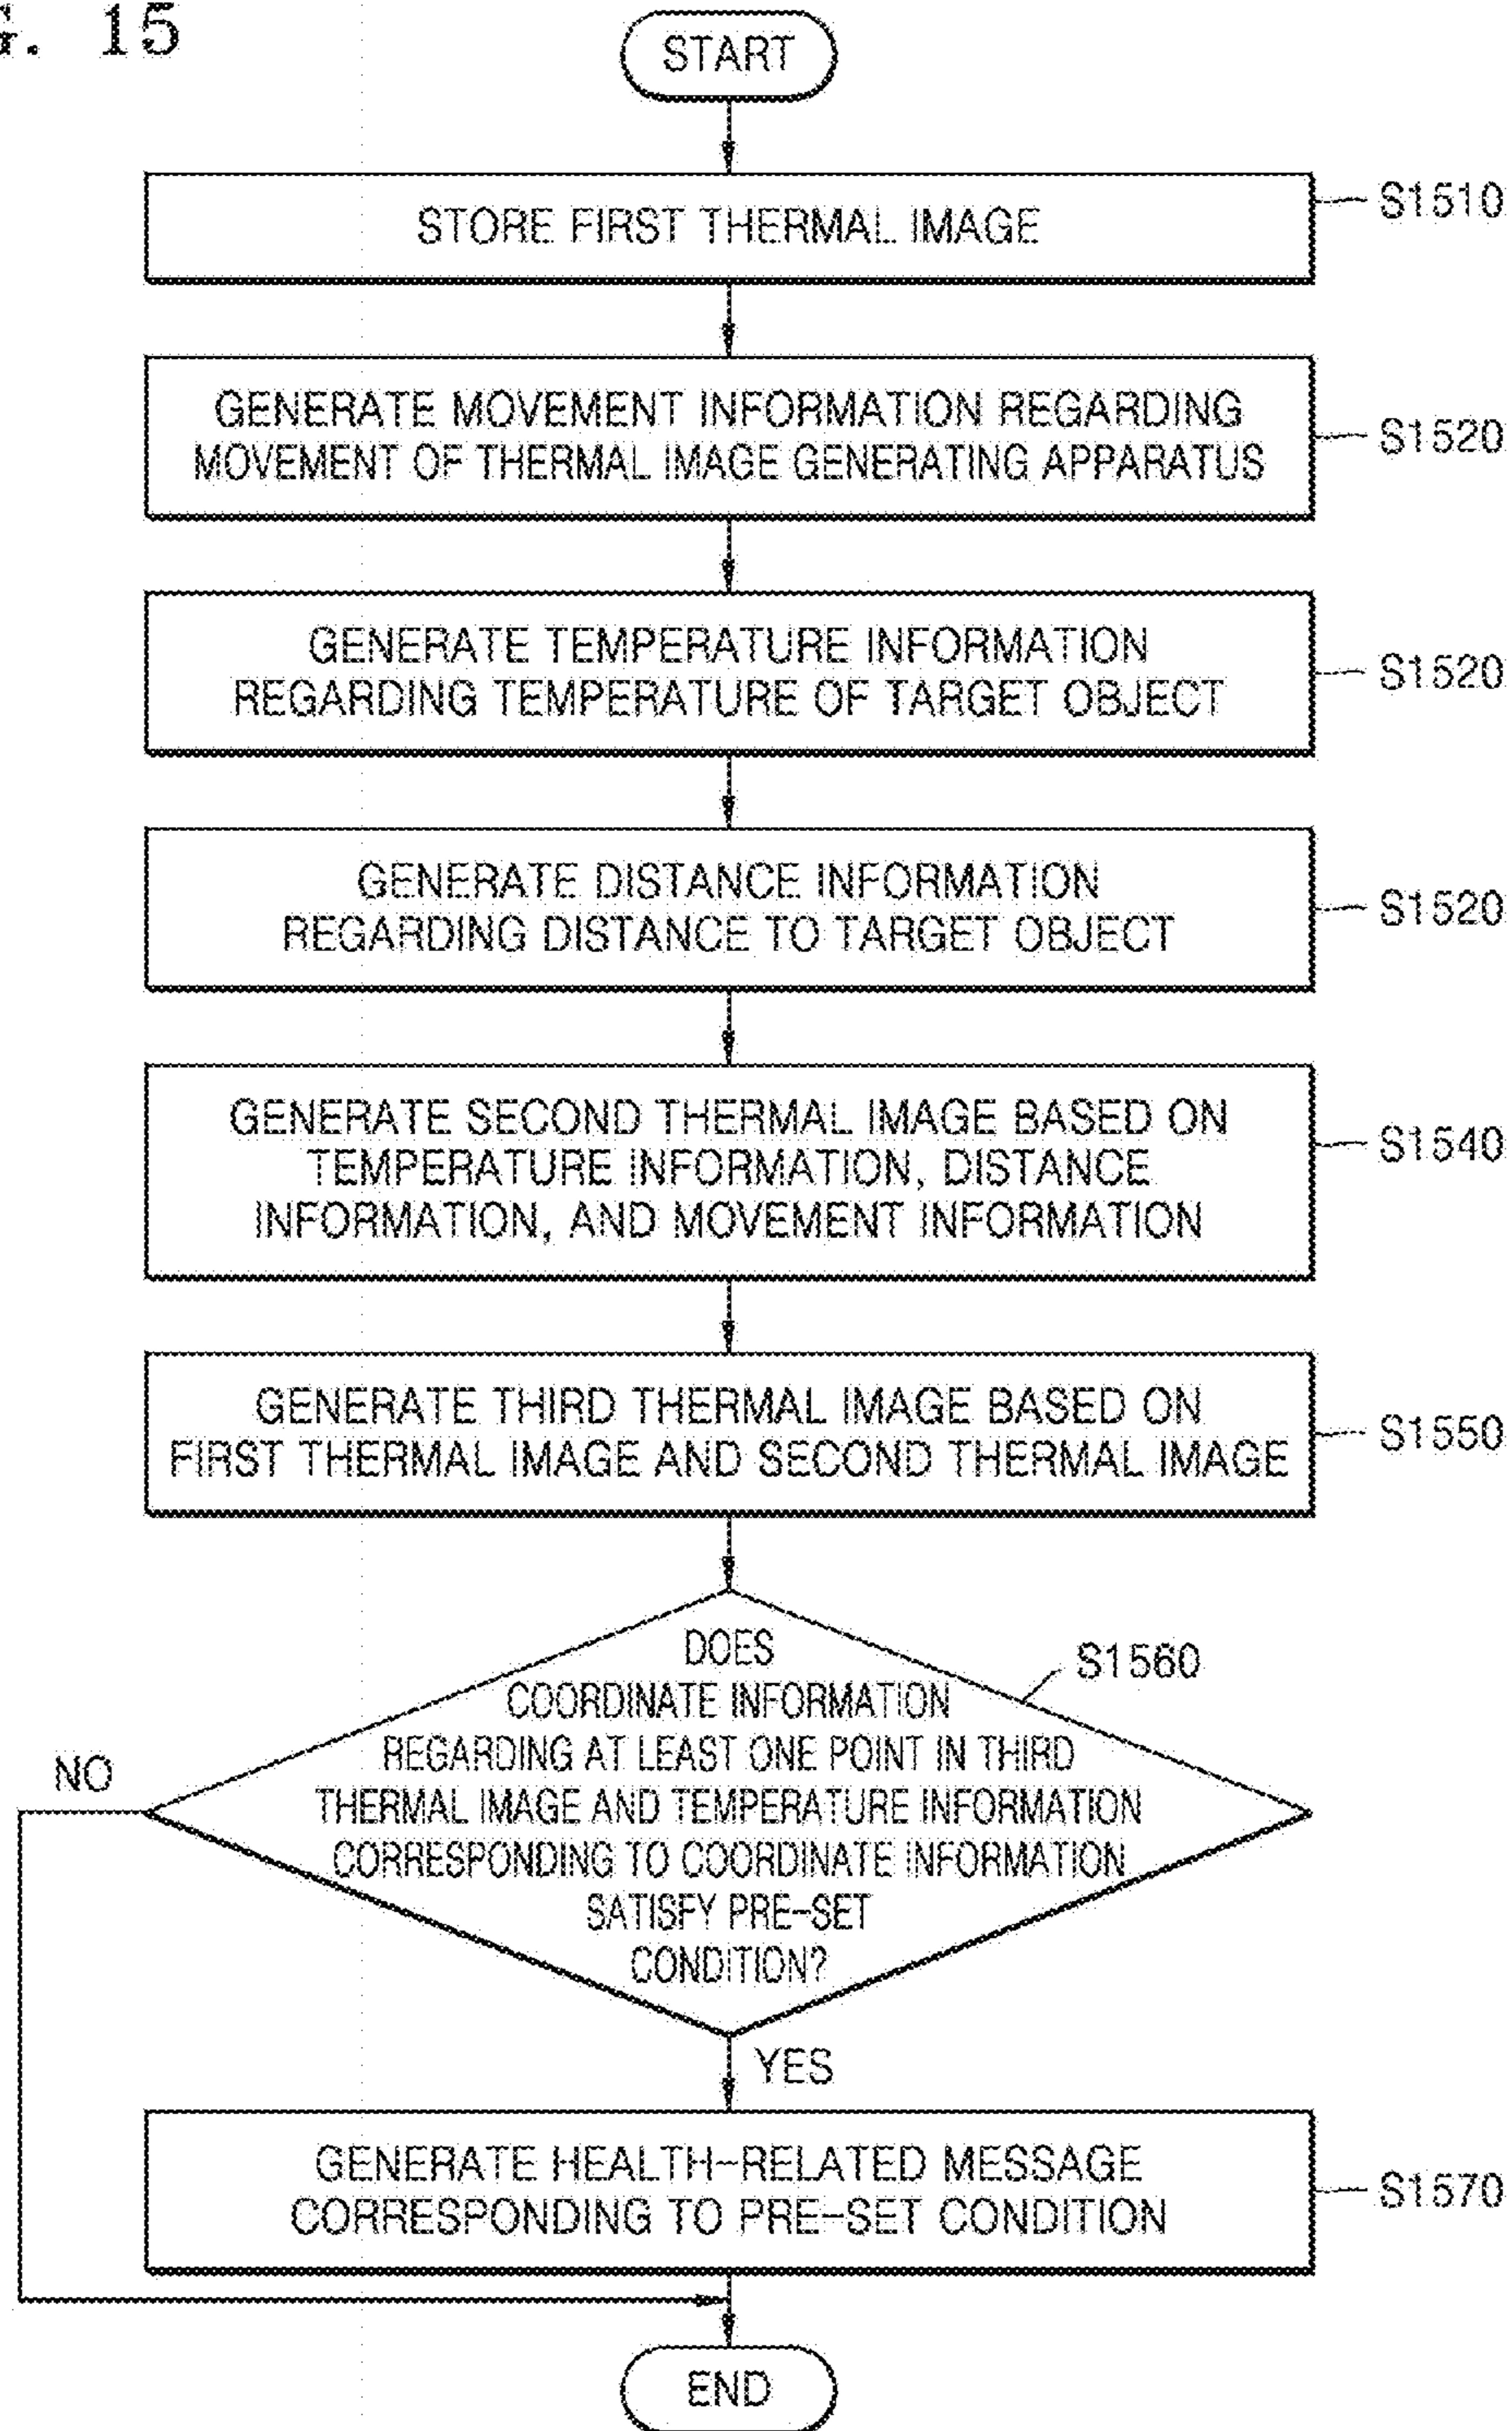 G. 15
START
STORE FIRST THERMAL IMAGE
S1510
GENERATE MOVEMENT INFORMATION REGARDING
MOVEMENT OF THERMAL IMAGE GENERATING APPARATUS
S1520
GENERATE TEMPERATURE INFORMATION
REGARDING TEMPERATURE OF TARGET OBJECT
S1520
GENERATE DISTANCE INFORMATION
REGARDING DISTANCE TO TARGET OBJECT
S1520
GENERATE SECOND THERMAL IMAGE BASED ON
TEMPERATURE INFORMATION, DISTANCE
INFORMATION, AND MOVEMENT INFORMATION
S1540
GENERATE THIRD THERMAL IMAGE BASED ON
FIRST THERMAL IMAGE AND SECOND THERMAL IMAGE
S1550
DOES
COORDINATE INFORMATION
REGARDING AT LEAST ONE POINT IN THIRD
THERMAL IMAGE AND TEMPERATURE INFORMATION
CORRESPONDING TO COORDINATE INFORMATION
SATISFY PRE-SET
CONDITION?
S1560
NO
YES
GENERATE HEALTH-RELATED MESSAGE
CORRESPONDING TO PRE-SET CONDITION
S1570
END